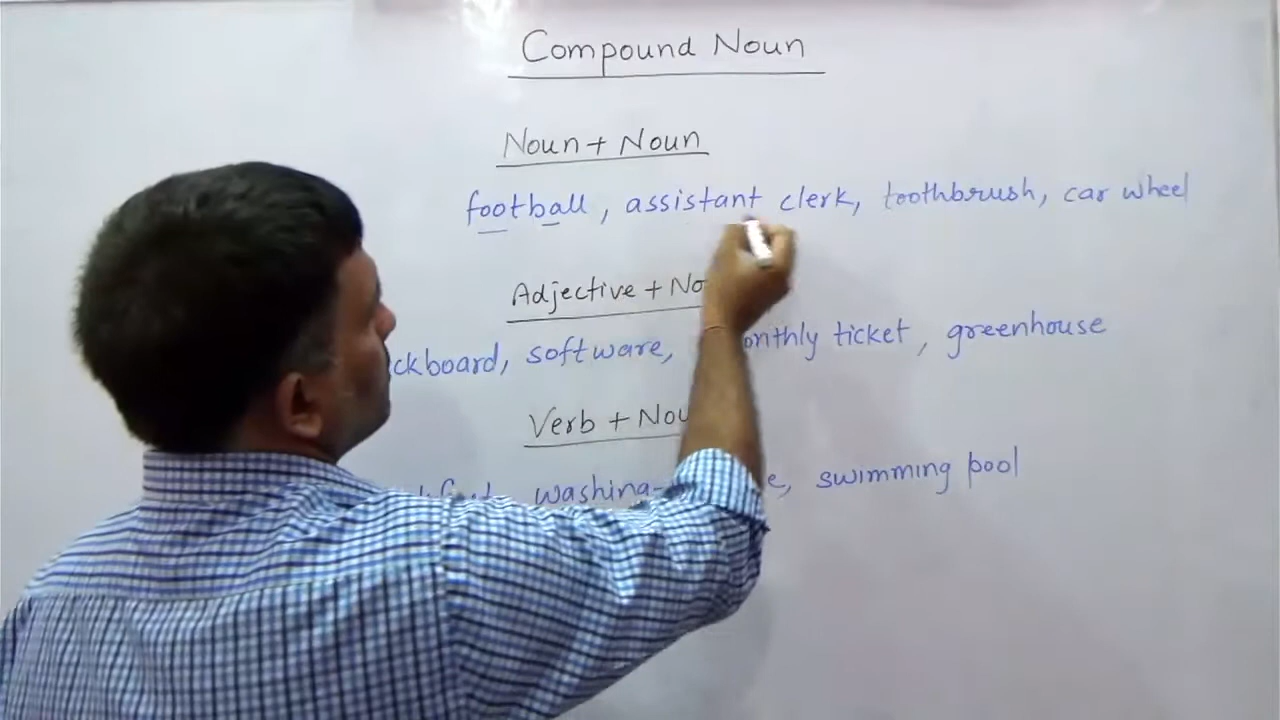 Compound Noun
Noun + Noun
football, assistant clerk, toothbrush, car wheel
Adjective + No
ckboard, software, onthly ticket, greenhouse
Verb + Nou
washing- e, swimming pool